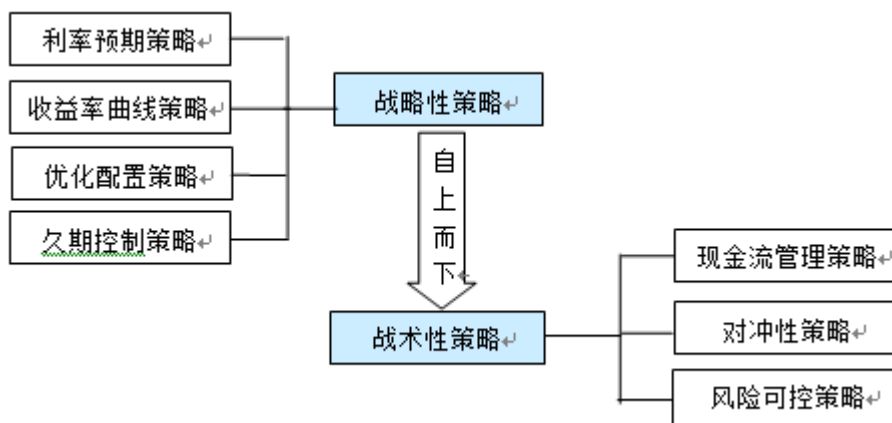 利率预期策略
收益率曲线策略
优化配置策略
久期控制策略
战略性策略
自上而下
战术性策略
现金流管理策略
对冲性策略
风险可控策略